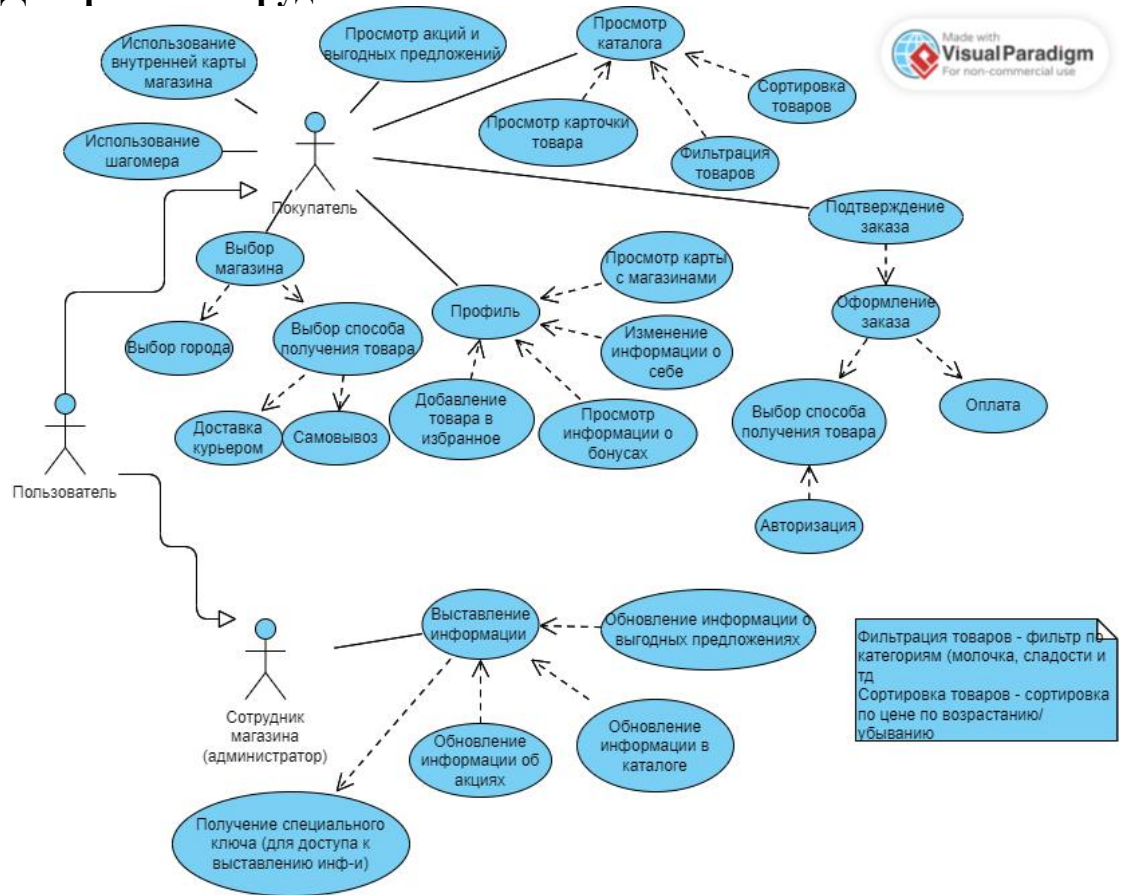 Использование
внутренней карты
магазина
Просмотр акций и
выгодных предложений
Просмотр
каталога
Made with
Visual Paradigm
For non-commercial use
Сортировка
товаров
Просмотр карточки
товара
Фильтрация
товаров
Использование
шагомера
Покупатель
Подтверждение
заказа
Выбор
магазина
Просмотр карты
с магазинами
Профиль
Оформление
заказа
Выбор города
Выбор способа
получения товара
Изменение
информации о
себе
Доставка
курьером
Самовывоз
Добавление
товара в
избранное
Просмотр
информации о
бонусах
Выбор способа
получения товара
Оплата
Пользователь
Авторизация
Выставление
информации
Обновление информации о
выгодных предложениях
Фильтрация товаров - фильтр по
категориям (молочка, сладости и
тд
Сортировка товаров - сортировка
по цене по возрастанию/
убыванию
Сотрудник
магазина
(администратор)
Обновление
информации об
акциях
Обновление
информации в
каталоге
Получение специального
ключа (для доступа к
выставлению инф-и)